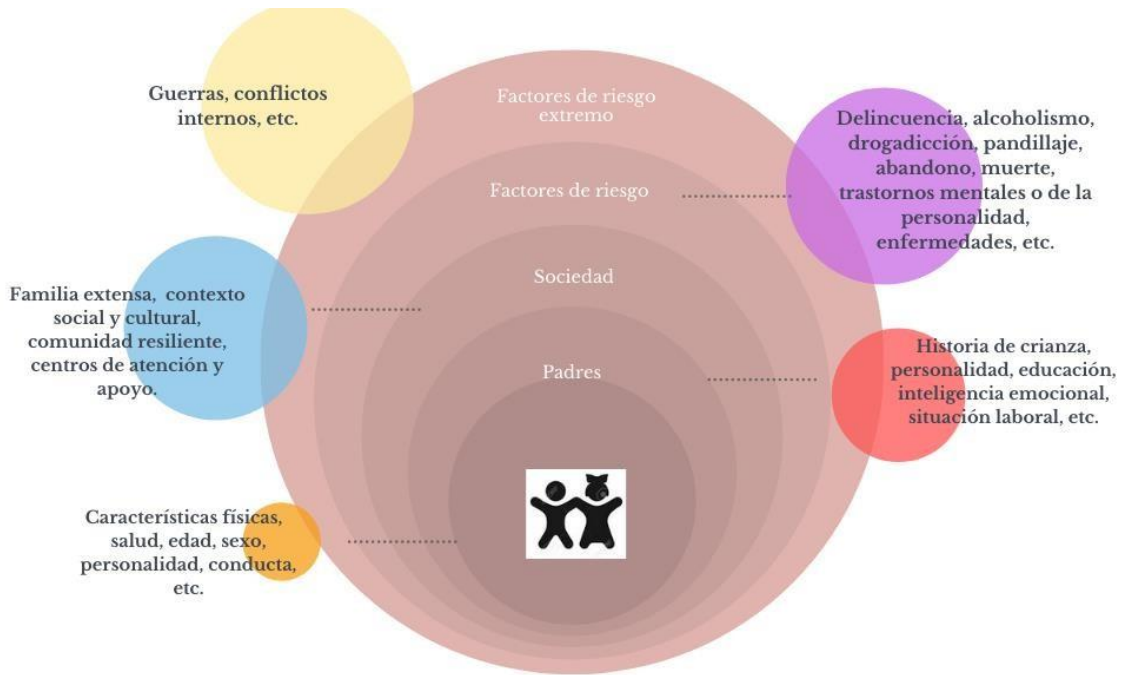 Guerras, conflictos
internos, etc.
Factores de riesgo
extremo
Delincuencia, alcoholismo,
drogadicción, pandillaje,
abandono, muerte,
trastornos mentales o de la
personalidad,
enfermedades, etc.
Factores de riesgo
Sociedad
Familia extensa, contexto
social y cultural,
comunidad resiliente,
centros de atención y
apoyo.
Historia de crianza,
personalidad, educación,
inteligencia emocional,
situación laboral, etc.
Padres
Características físicas,
salud, edad, sexo,
personalidad, conducta,
etc.